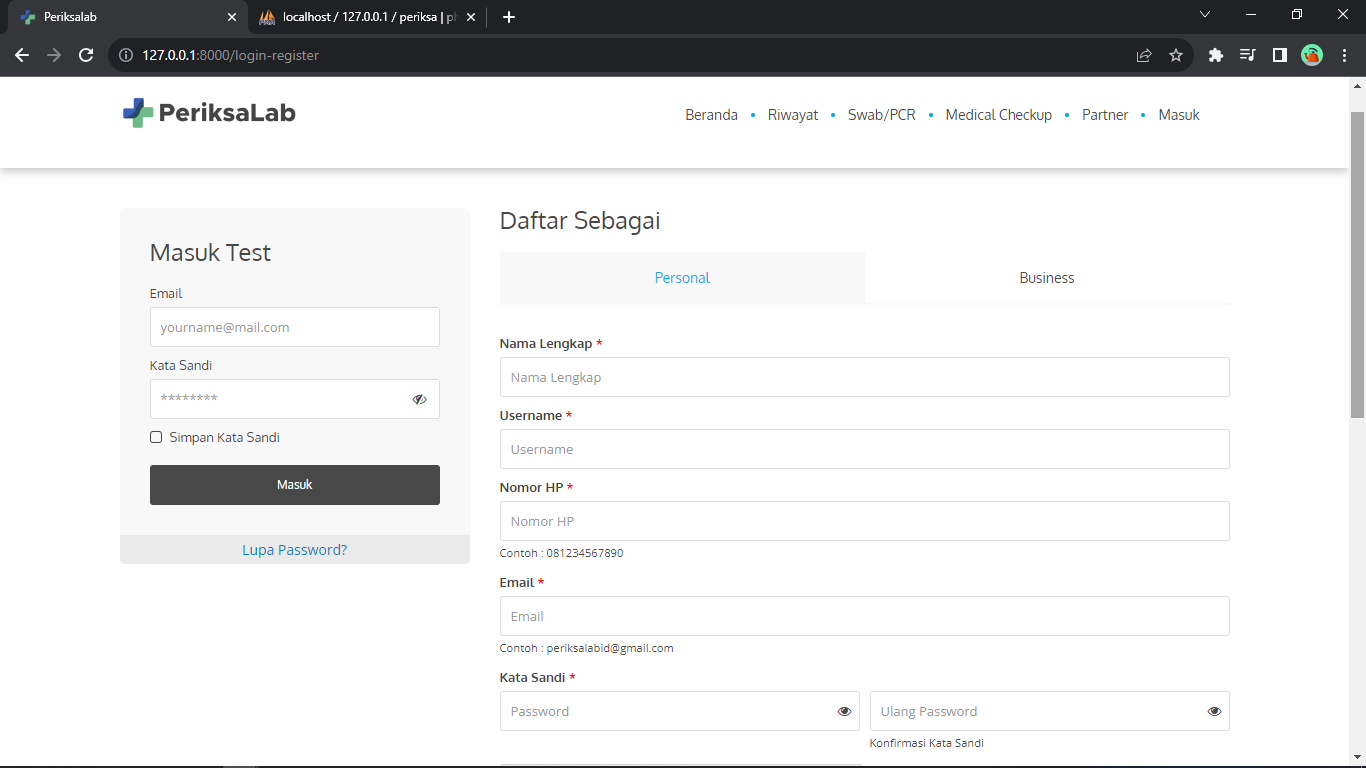 Periksalab
localhost / 127.0.0.1 / periksa | ph
127.0.0.1:8000/login-register
PeriksaLab
Beranda • Riwayat • Swab/PCR • Medical Checkup • Partner • Masuk
Daftar Sebagai
Masuk Test
Personal
Business
Email
yourname@mail.com
Kata Sandi
********
Simpan Kata Sandi
Masuk
Lupa Password?
Nama Lengkap *
Nama Lengkap
Username *
Username
Nomor HP *
Nomor HP
Contoh : 081234567890
Email *
Email
Contoh : periksalabid@gmail.com
Kata Sandi *
Password
Ulang Password
Konfirmasi Kata Sandi